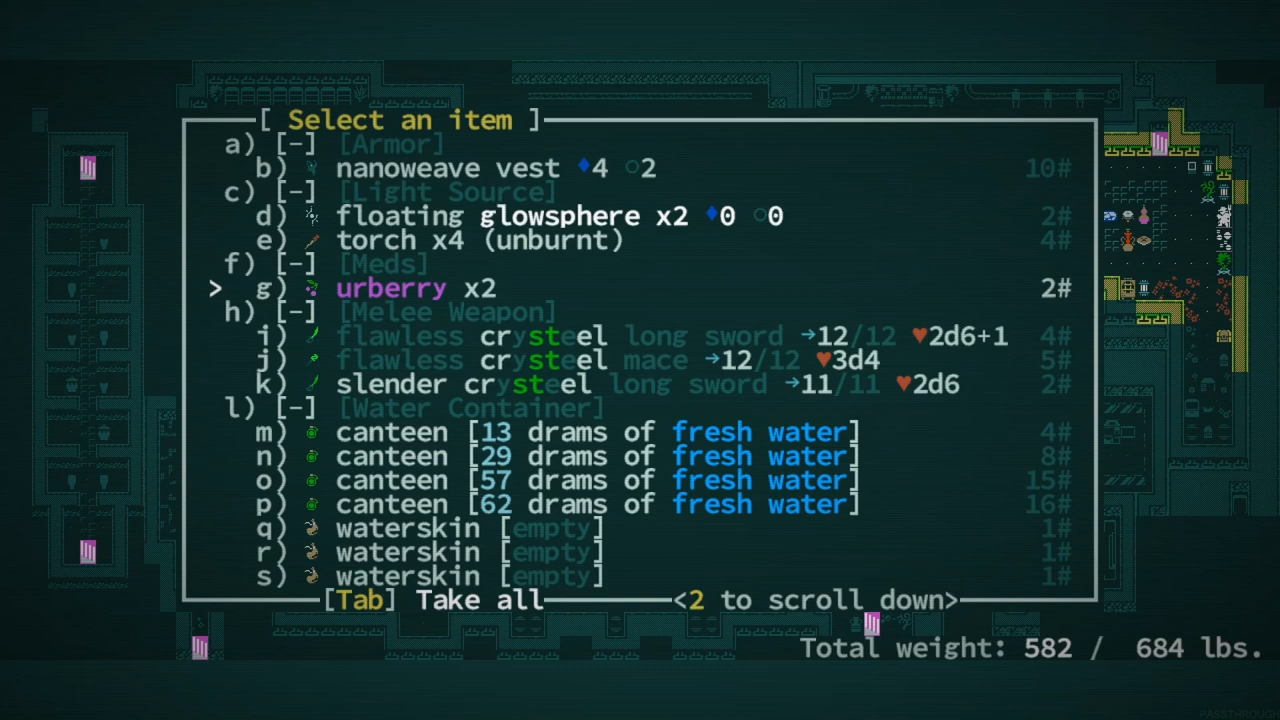 [ Select an item ]
a) [-] [Armor]
b) nanoweave vest ♦4 ○2 10#
c) [-] [Light Source]
d) floating glowsphere x2 ♦0 ○0 2#
e) torch x4 (unburnt) 4#
f) [-] [Meds]
> g) urberry x2 2#
h) [-] [Melee Weapon]
i) flawless crysteel long sword →12/12 ♥2d6+1 4#
j) flawless crysteel mace →12/12 ♥3d4 5#
k) slender crysteel long sword →11/11 ♥2d6 2#
l) [-] [Water Container]
m) canteen [13 drams of fresh water] 4#
n) canteen [29 drams of fresh water] 8#
o) canteen [57 drams of fresh water] 15#
p) canteen [62 drams of fresh water] 16#
q) waterskin [empty] 1#
r) waterskin [empty] 1#
s) waterskin [empty] 1#
[Tab] Take all <2 to scroll down>
Total weight: 582 / 684 lbs.